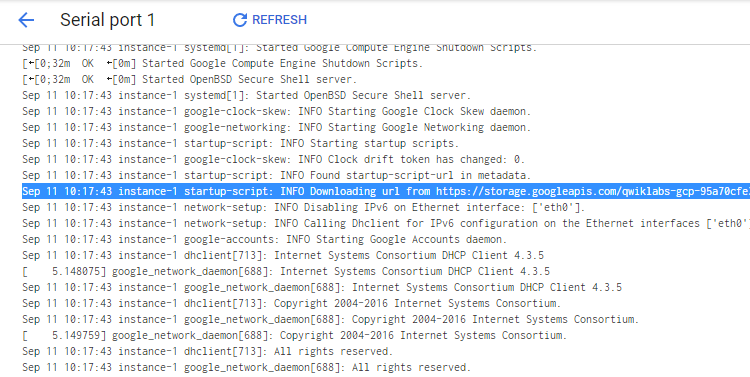 Serial port 1
REFRESH
Sep 11 10:17:43 instance-1 systemd[1]: Started Google Compute Engine Shutdown Scripts.
[←[0;32m  OK  ←[0m] Started Google Compute Engine Shutdown Scripts.
[←[0;32m  OK  ←[0m] Started OpenBSD Secure Shell server.
Sep 11 10:17:43 instance-1 systemd[1]: Started OpenBSD Secure Shell server.
Sep 11 10:17:43 instance-1 google-clock-skew: INFO Starting Google Clock Skew daemon.
Sep 11 10:17:43 instance-1 google-networking: INFO Starting Google Networking daemon.
Sep 11 10:17:43 instance-1 startup-script: INFO Starting startup scripts.
Sep 11 10:17:43 instance-1 google-clock-skew: INFO Clock drift token has changed: 0.
Sep 11 10:17:43 instance-1 startup-script: INFO Found startup-script-url in metadata.
Sep 11 10:17:43 instance-1 startup-script: INFO Downloading url from https://storage.googleapis.com/qwiklabs-gcp-95a70cfe
Sep 11 10:17:43 instance-1 network-setup: INFO Disabling IPv6 on Ethernet interface: ['eth0'].
Sep 11 10:17:43 instance-1 network-setup: INFO Calling Dhclient for IPv6 configuration on the Ethernet interfaces ['eth0']
Sep 11 10:17:43 instance-1 google-accounts: INFO Starting Google Accounts daemon.
Sep 11 10:17:43 instance-1 dhclient[713]: Internet Systems Consortium DHCP Client 4.3.5
[    5.148075] google_network_daemon[688]: Internet Systems Consortium DHCP Client 4.3.5
Sep 11 10:17:43 instance-1 google_network_daemon[688]: Internet Systems Consortium DHCP Client 4.3.5
Sep 11 10:17:43 instance-1 dhclient[713]: Copyright 2004-2016 Internet Systems Consortium.
Sep 11 10:17:43 instance-1 google_network_daemon[688]: Copyright 2004-2016 Internet Systems Consortium.
[    5.149759] google_network_daemon[688]: Copyright 2004-2016 Internet Systems Consortium.
Sep 11 10:17:43 instance-1 dhclient[713]: All rights reserved.
Sep 11 10:17:43 instance-1 google_network_daemon[688]: All rights reserved.